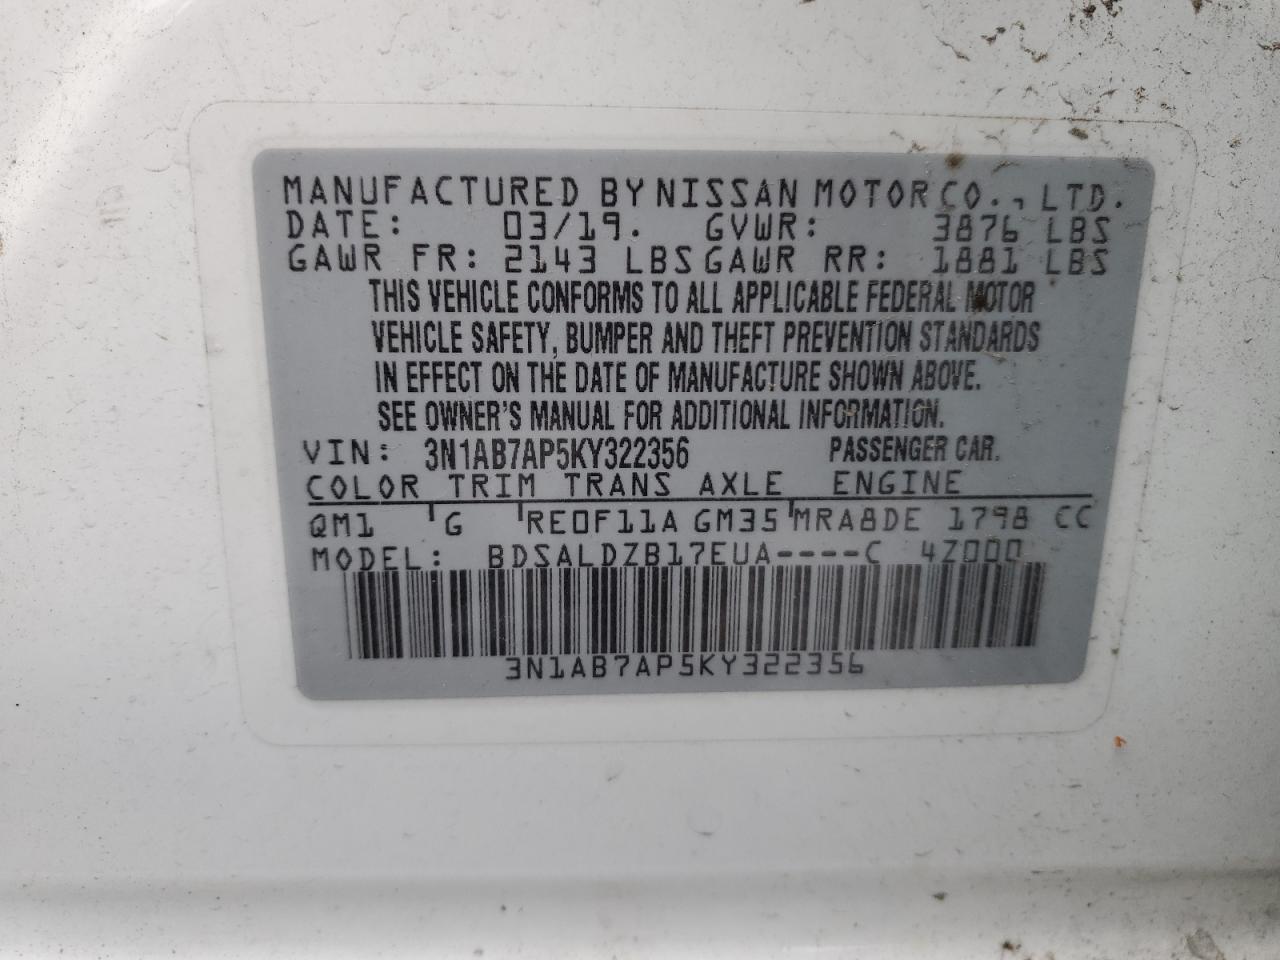 MANUFACTURED BY NISSAN MOTOR CO., LTD.
DATE: 03/19. GVWR: 3876 LBS
GAWR FR: 2143 LBS GAWR RR: 1881 LBS
THIS VEHICLE CONFORMS TO ALL APPLICABLE FEDERAL MOTOR
VEHICLE SAFETY, BUMPER AND THEFT PREVENTION STANDARDS
IN EFFECT ON THE DATE OF MANUFACTURE SHOWN ABOVE.
SEE OWNER'S MANUAL FOR ADDITIONAL INFORMATION.
VIN: 3N1AB7AP5KY322356 PASSENGER CAR.
COLOR TRIM TRANS AXLE ENGINE
QM1 G RE0F11A GM35 MRA8DE 1798 CC
MODEL: BDSALDZB17EUA----C 4Z000
3N1AB7AP5KY322356